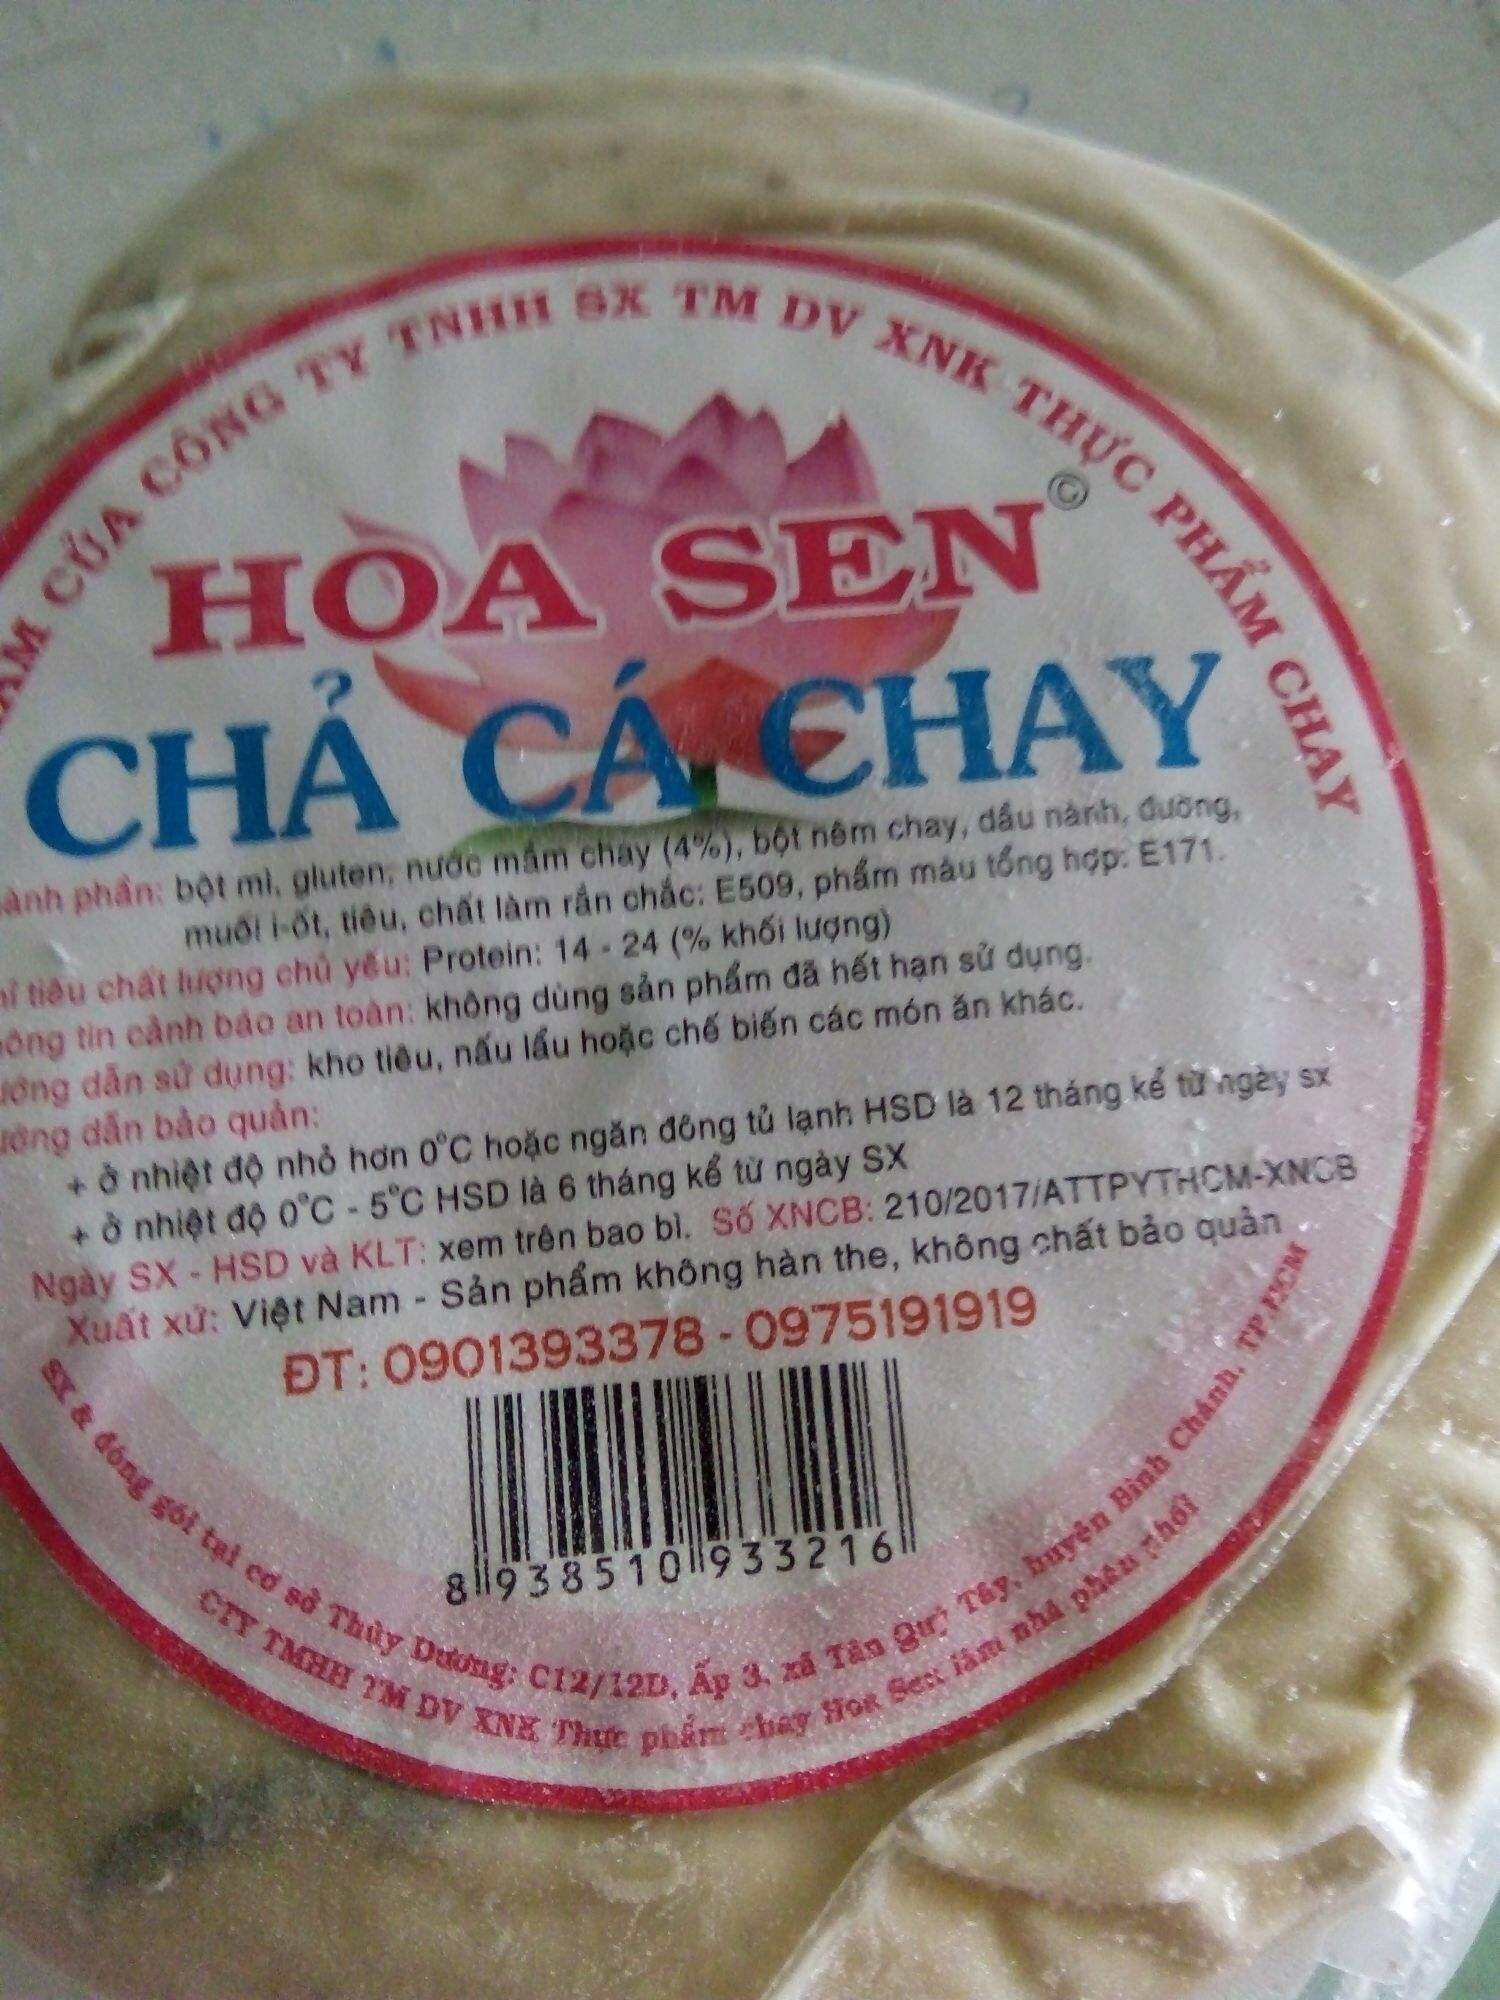 CỦA CÔNG TY TNHH SX TM DV XNK THỰC PHẨM CHAY
HOA SEN©
CHẢ CÁ CHAY
phần: bột mì, gluten, nước mắm chay (4%), bột nêm chay, dầu nành, đường,
muối i-ốt, tiêu, chất làm rắn chắc: E509, phẩm màu tổng hợp: E171.
tiêu chất lượng chủ yếu: Protein: 14 - 24 (% khối lượng)
tin cảnh báo an toàn: không dùng sản phẩm đã hết hạn sử dụng.
dẫn sử dụng: kho tiêu, nấu lẩu hoặc chế biến các món ăn khác.
dẫn bảo quản:
+ ở nhiệt độ nhỏ hơn 0°C hoặc ngăn đông tủ lạnh HSD là 12 tháng kể từ ngày sx
+ ở nhiệt độ 0°C - 5°C HSD là 6 tháng kể từ ngày SX
Ngày SX - HSD và KLT: xem trên bao bì. Số XNCB: 210/2017/ATTPYTHCM-XNCB
Xuất xứ: Việt Nam - Sản phẩm không hàn the, không chất bảo quản
ĐT: 0901393378 - 0975191919
8 938510 933216
SX & đóng gói tại cơ sở Thùy Dương: C12/12D, Ấp 3, xã Tân Quý Tây, huyện Bình Chánh, TP.HCM
CTY TMHH TM DV XNK Thực phẩm chay Hoa Sen làm nhà phân phối